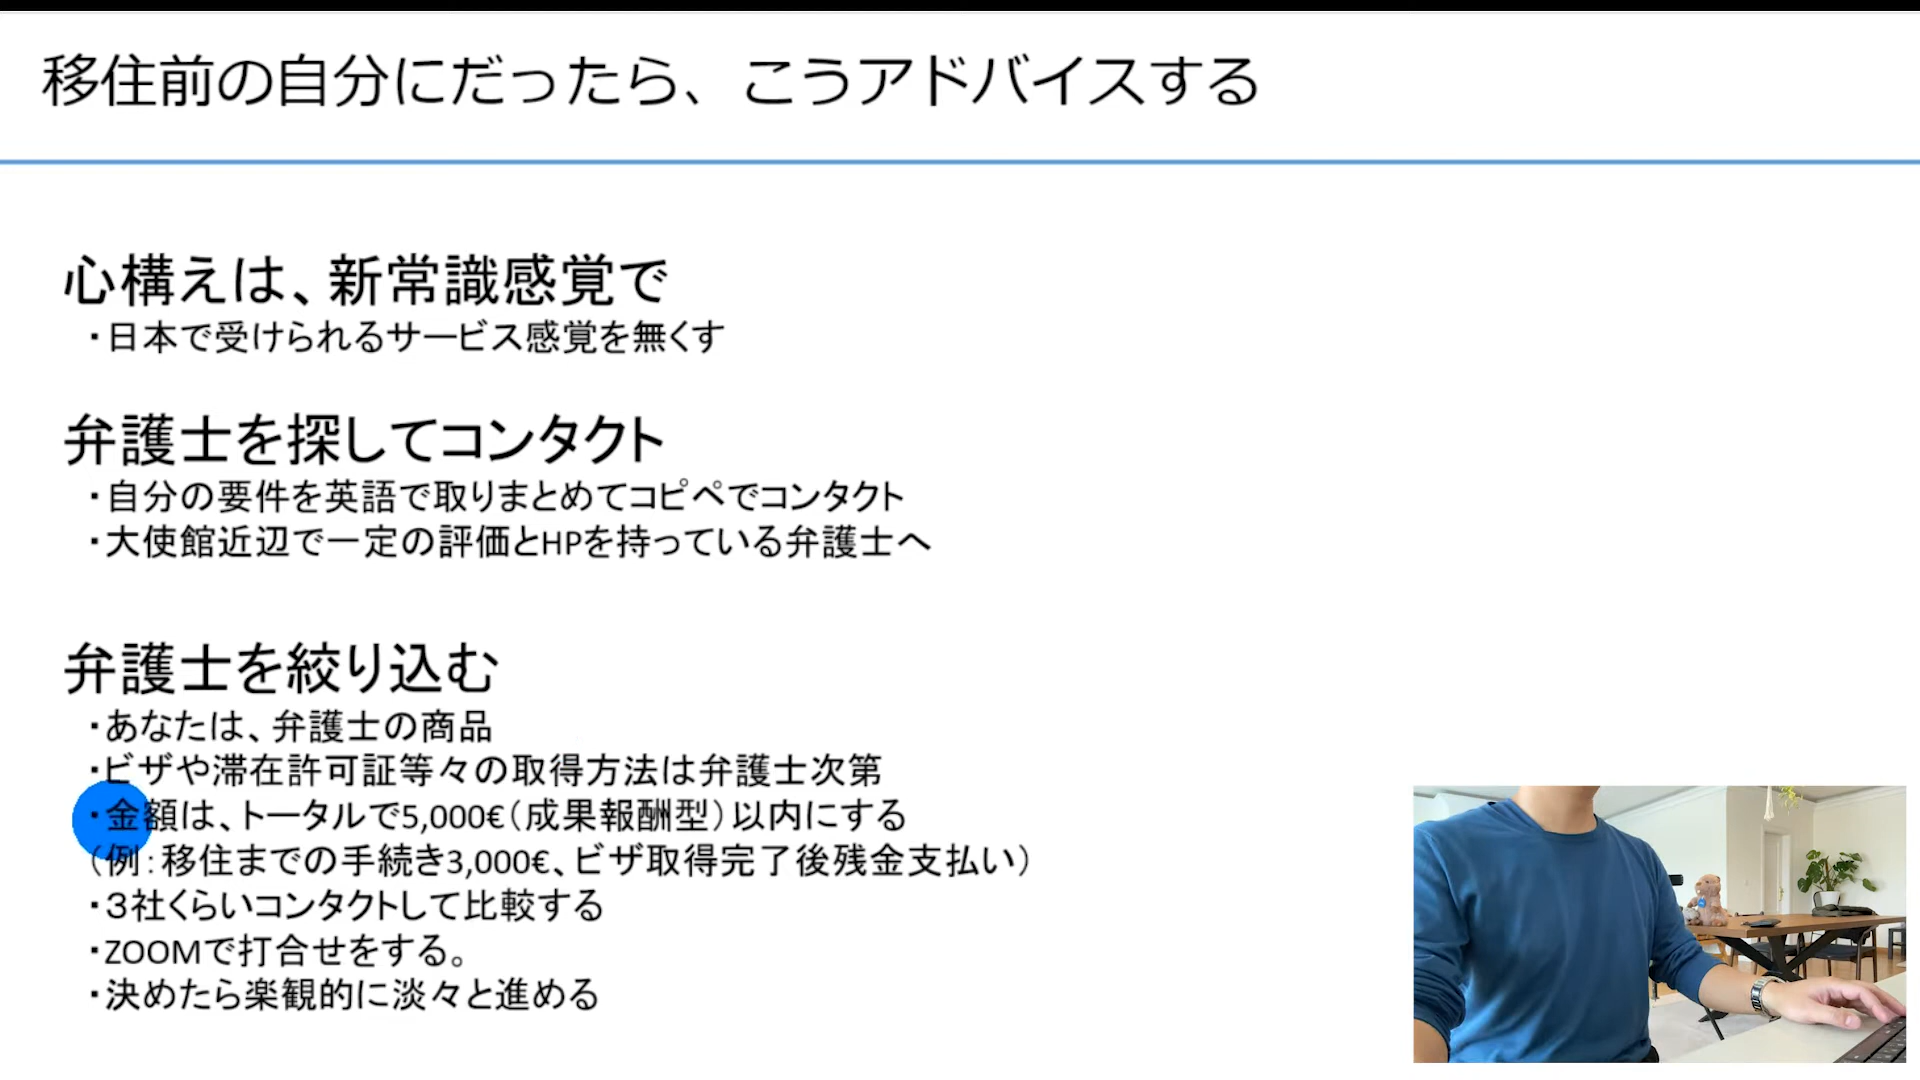 移住前の自分にだったら、こうアドバイスする
心構えは、新常識感覚で
・日本で受けられるサービス感覚を無くす
弁護士を探してコンタクト
・自分の要件を英語で取りまとめてコピペでコンタクト
・大使館近辺で一定の評価とHPを持っている弁護士へ
弁護士を絞り込む
・あなたは、弁護士の商品
・ビザや滞在許可証等々の取得方法は弁護士次第
・金額は、トータルで5,000€（成果報酬型）以内にする
（例：移住までの手続き3,000€、ビザ取得完了後残金支払い）
・３社くらいコンタクトして比較する
・ZOOMで打合せをする。
・決めたら楽観的に淡々と進める